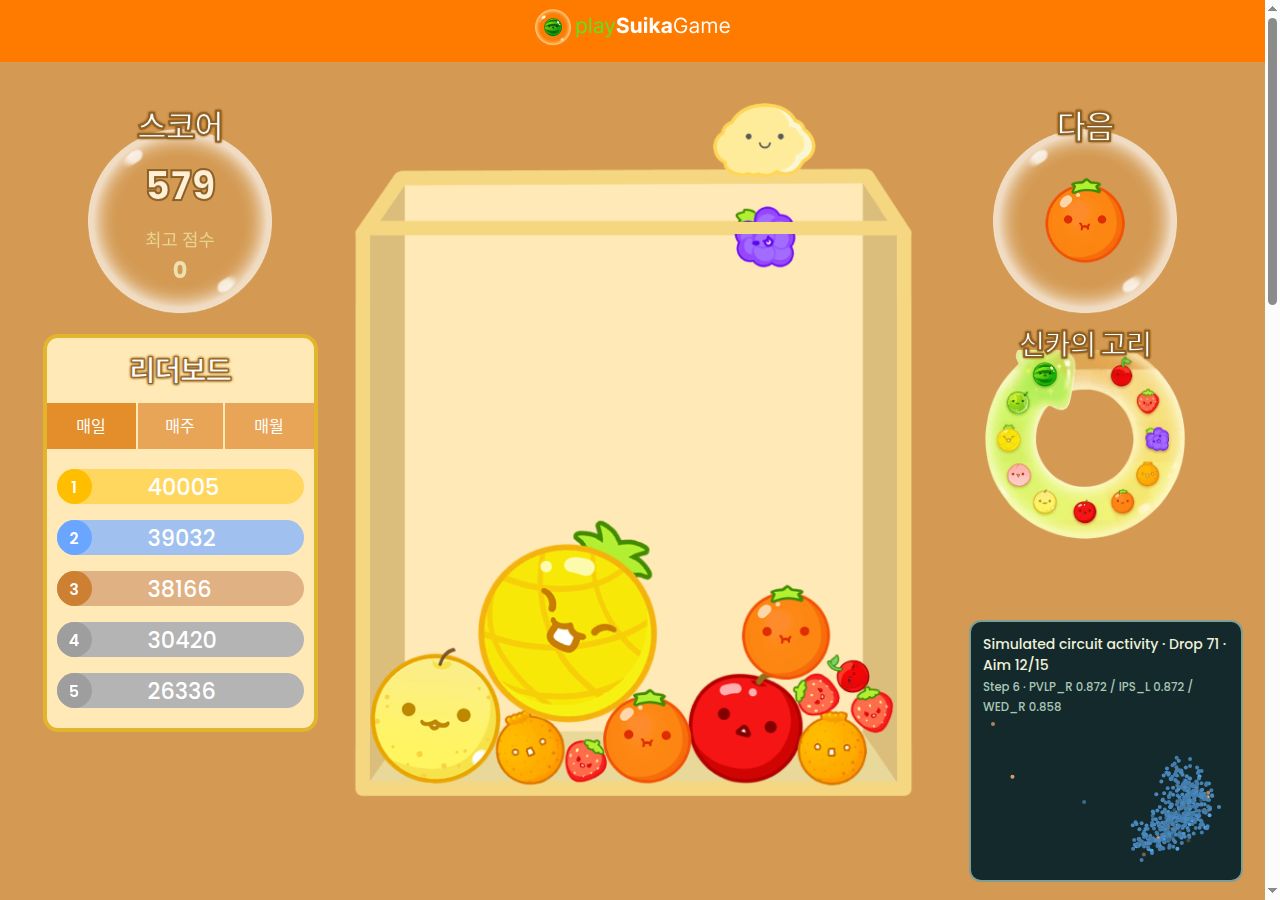 playSuikaGame
스코어
579
최고 점수
0
리더보드
매일 매주 매월
1 40005
2 39032
3 38166
4 30420
5 26336
다음
신카의 고리
Simulated circuit activity · Drop 71 ·
Aim 12/15
Step 6 · PVLP_R 0.872 / IPS_L 0.872 /
WED_R 0.858